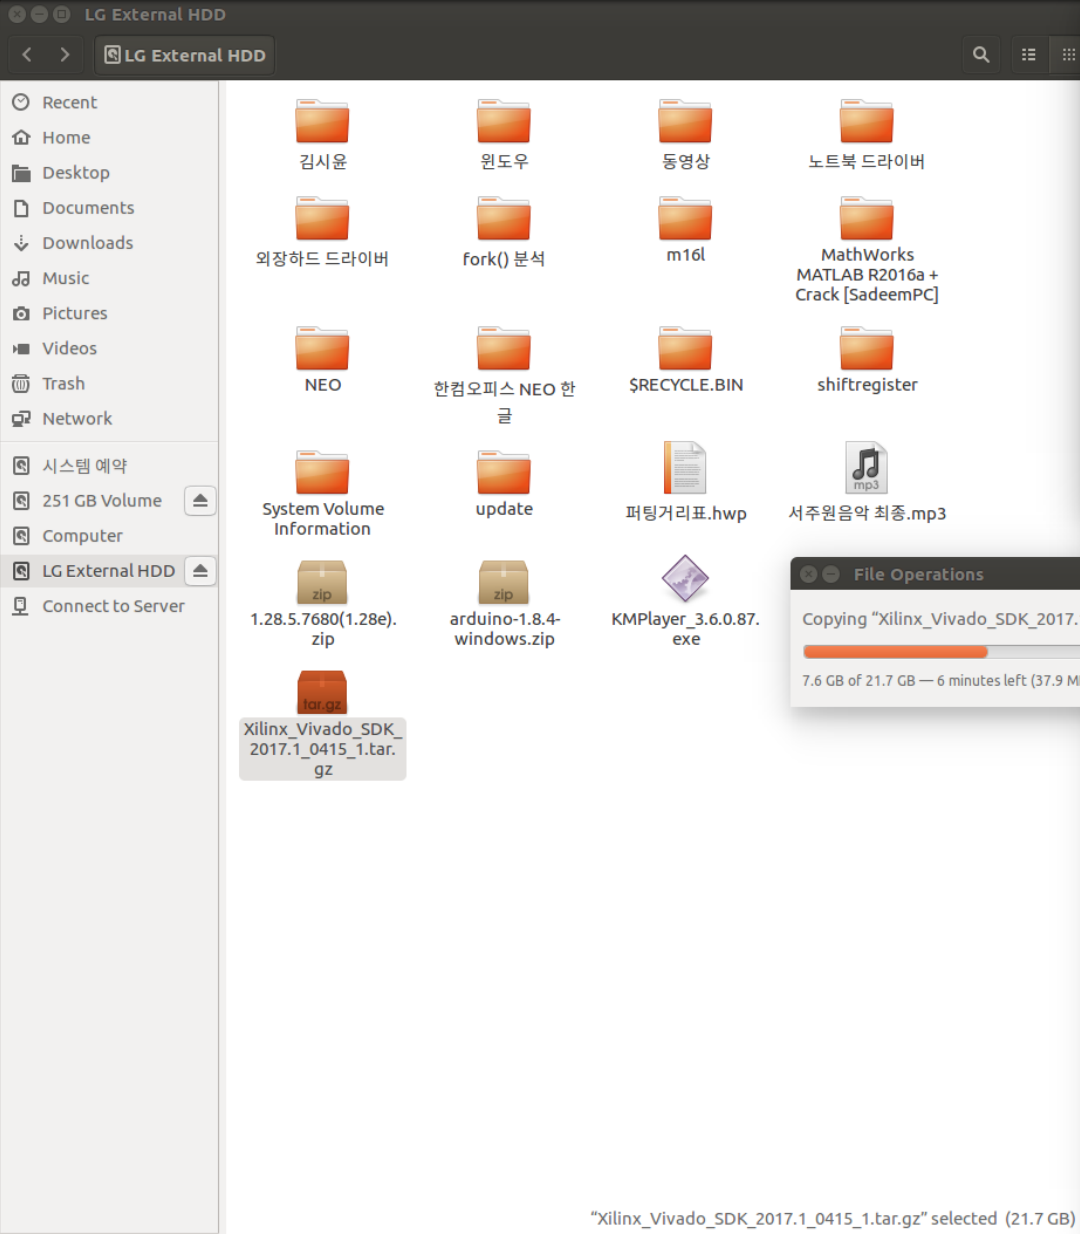 LG External HDD
LG External HDD
Recent
Home
Desktop
Documents
Downloads
Music
Pictures
Videos
Trash
Network
시스템 예약
251 GB Volume
Computer
LG External HDD
Connect to Server
김시윤
윈도우
동영상
노트북 드라이버
외장하드 드라이버
fork() 분석
m16l
MathWorks
MATLAB R2016a +
Crack [SadeemPC]
NEO
한컴오피스 NEO 한
글
$RECYCLE.BIN
shiftregister
System Volume
Information
update
퍼팅거리표.hwp
mp3
서주원음악 최종.mp3
zip
1.28.5.7680(1.28e).
zip
zip
arduino-1.8.4-
windows.zip
KMPlayer_3.6.0.87.
exe
tar.gz
Xilinx_Vivado_SDK_
2017.1_0415_1.tar.
gz
File Operations
Copying “Xilinx_Vivado_SDK_2017.
7.6 GB of 21.7 GB — 6 minutes left (37.9 M
“Xilinx_Vivado_SDK_2017.1_0415_1.tar.gz” selected (21.7 GB)